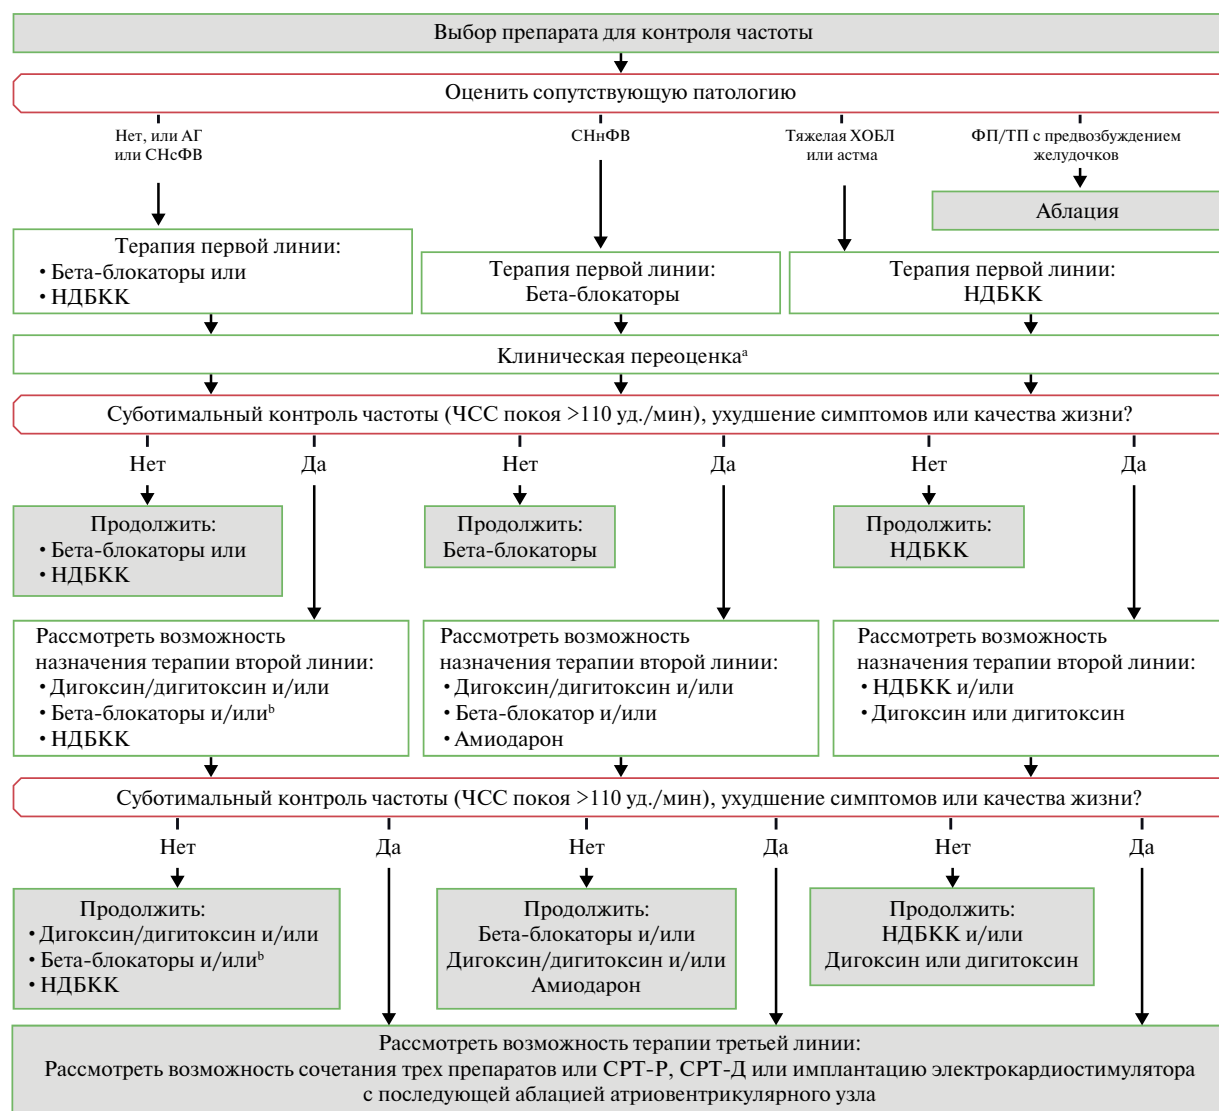 Выбор препарата для контроля частоты
Оценить сопутствующую патологию
Нет, или АГ
или СНсФВ
СНнФВ
Тяжелая ХОБЛ
или астма
ФП/ТП с предвозбуждением
желудочков
Аблация
Терапия первой линии:
• Бета-блокаторы или
• НДБКК
Терапия первой линии:
Бета-блокаторы
Терапия первой линии:
НДБКК
Клиническая переоценкаᵃ
Суботимальный контроль частоты (ЧСС покоя >110 уд./мин), ухудшение симптомов или качества жизни?
Нет
Да
Нет
Да
Нет
Да
Продолжить:
• Бета-блокаторы или
• НДБКК
Продолжить:
Бета-блокаторы
Продолжить:
НДБКК
Рассмотреть возможность
назначения терапии второй линии:
• Дигоксин/дигитоксин и/или
• Бета-блокаторы и/илиᵇ
• НДБКК
Рассмотреть возможность
назначения терапии второй линии:
• Дигоксин/дигитоксин и/или
• Бета-блокатор и/или
• Амиодарон
Рассмотреть возможность
назначения терапии второй линии:
• НДБКК и/или
• Дигоксин или дигитоксин
Суботимальный контроль частоты (ЧСС покоя >110 уд./мин), ухудшение симптомов или качества жизни?
Нет
Да
Нет
Да
Нет
Да
Продолжить:
• Дигоксин/дигитоксин и/или
• Бета-блокаторы и/илиᵇ
• НДБКК
Продолжить:
Бета-блокаторы и/или
Дигоксин/дигитоксин и/или
Амиодарон
Продолжить:
НДБКК и/или
Дигоксин или дигитоксин
Рассмотреть возможность терапии третьей линии:
Рассмотреть возможность сочетания трех препаратов или СРТ-Р, СРТ-Д или имплантацию электрокардиостимулятора
с последующей аблацией атриовентрикулярного узла